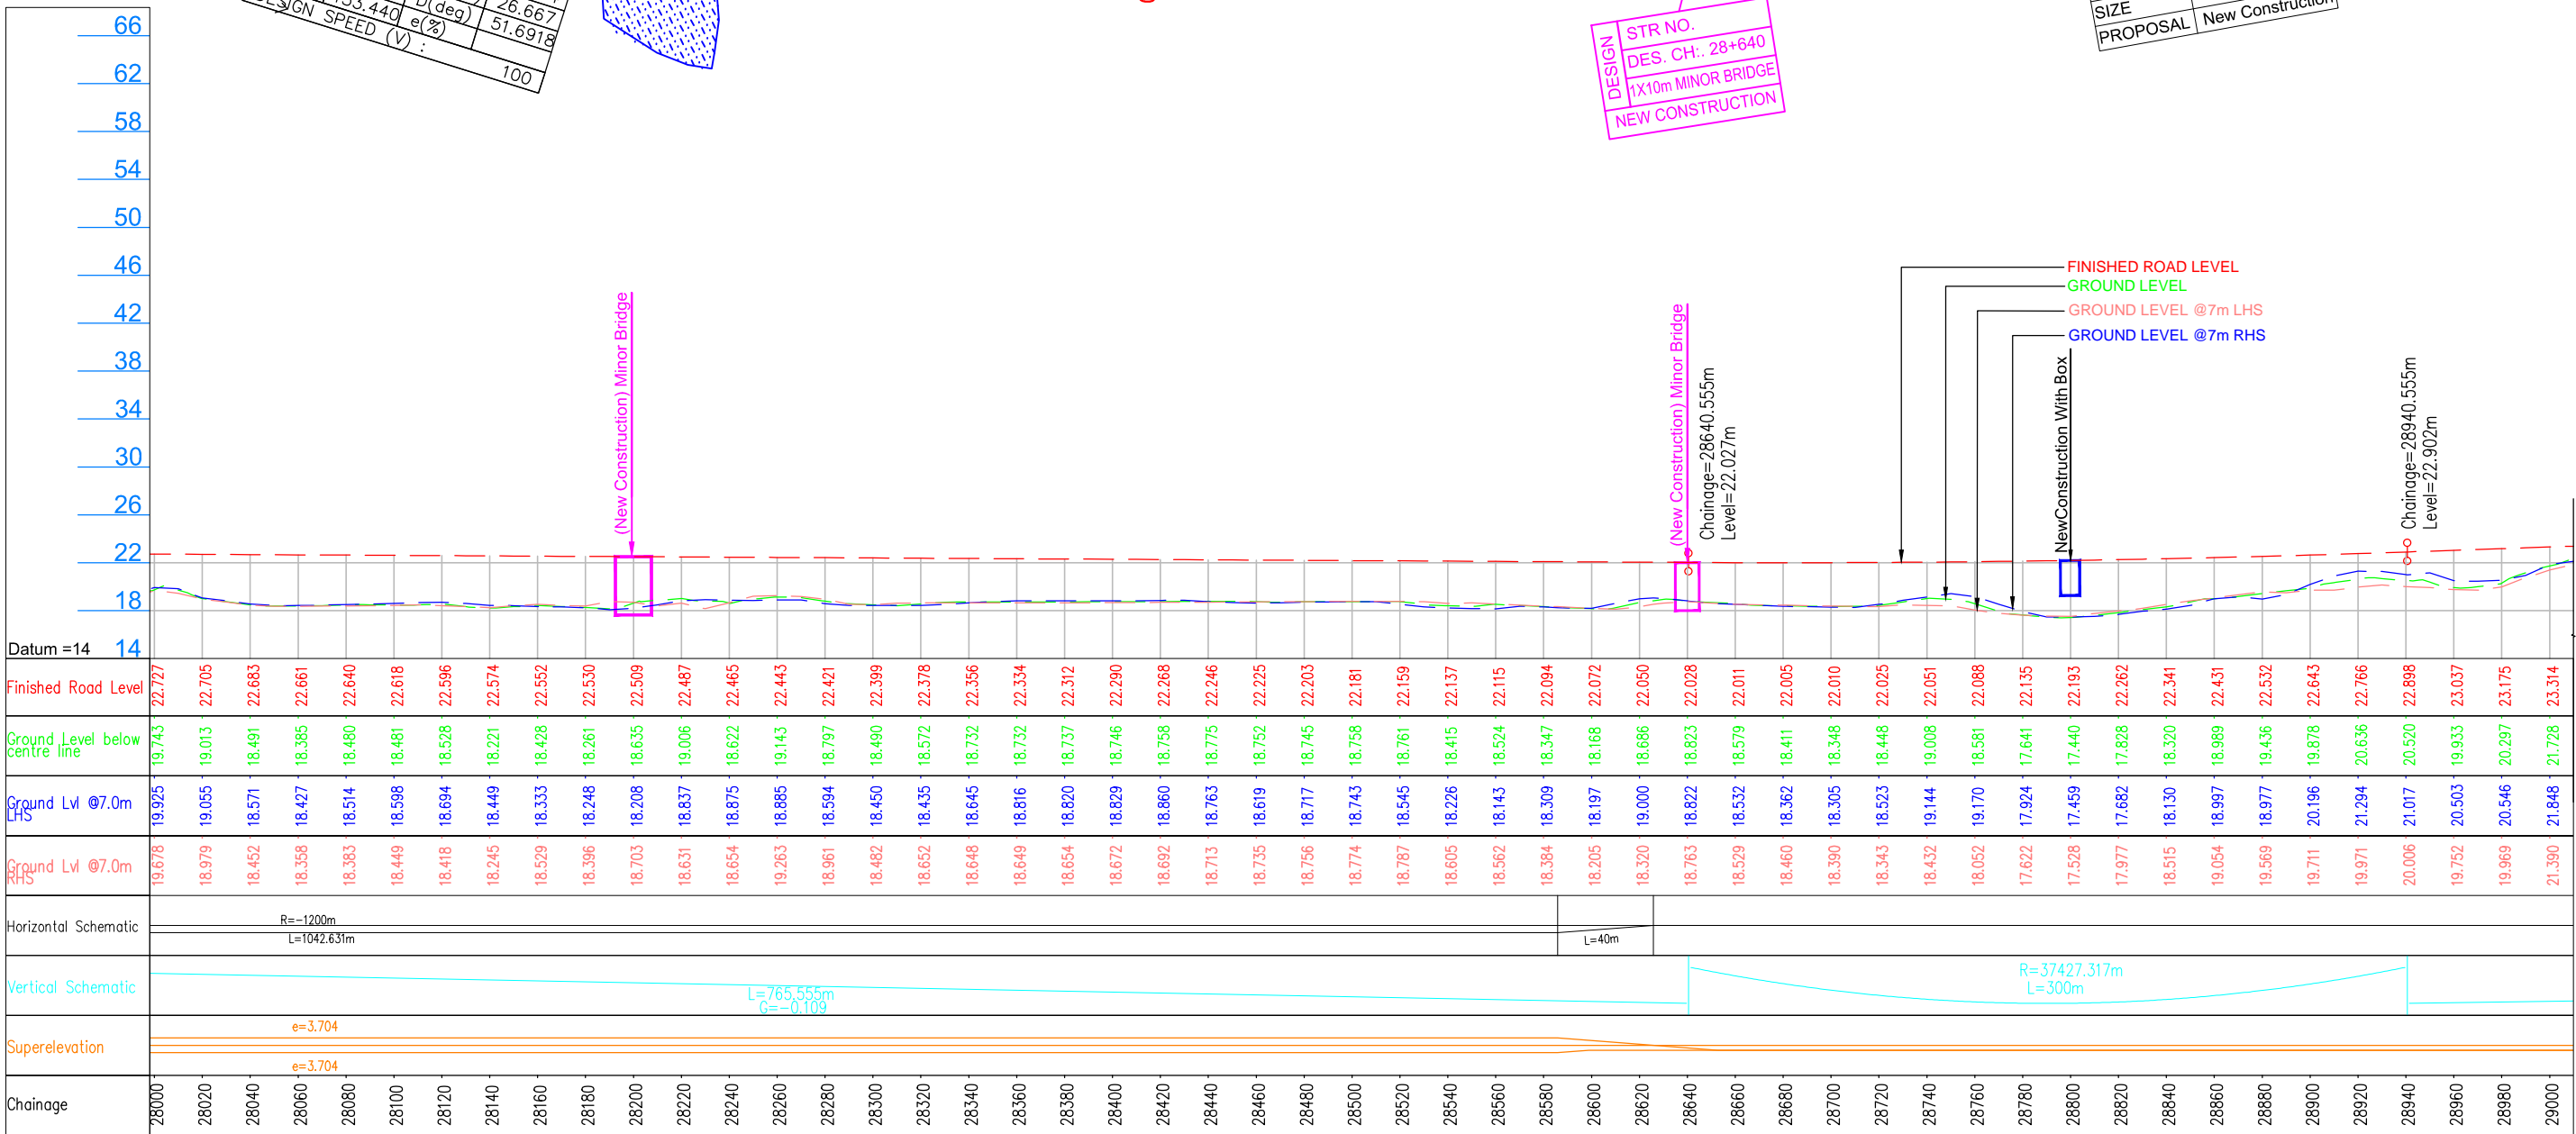 133.440 D(deg) 26.667
e(%) 51.6918
DESIGN SPEED (V) : 100
DESIGN
STR NO.
DES. CH:. 28+640
1X10m MINOR BRIDGE
NEW CONSTRUCTION
SIZE
PROPOSAL New Construction
66
62
58
54
50
46
42
38
34
30
26
22
18
14
Datum =14
(New Construction) Minor Bridge
(New Construction) Minor Bridge
Chainage=28640.555m
Level=22.027m
FINISHED ROAD LEVEL
GROUND LEVEL
GROUND LEVEL @7m LHS
GROUND LEVEL @7m RHS
NewConstruction With Box
Chainage=28940.555m
Level=22.902m
Finished Road Level 22.727 22.705 22.683 22.661 22.640 22.618 22.596 22.574 22.552 22.530 22.509 22.487 22.465 22.443 22.421 22.399 22.378 22.356 22.334 22.312 22.290 22.268 22.246 22.225 22.203 22.181 22.159 22.137 22.115 22.094 22.072 22.050 22.028 22.011 22.005 22.010 22.025 22.051 22.088 22.135 22.193 22.262 22.341 22.431 22.532 22.643 22.766 22.898 23.037 23.175 23.314
Ground Level below
centre line 19.743 19.013 18.491 18.385 18.480 18.481 18.528 18.221 18.428 18.261 18.635 19.006 18.622 19.143 18.797 18.490 18.572 18.732 18.732 18.737 18.746 18.758 18.775 18.752 18.745 18.758 18.761 18.415 18.524 18.347 18.168 18.686 18.823 18.579 18.411 18.348 18.448 19.008 18.581 17.641 17.440 17.828 18.320 18.989 19.436 19.878 20.636 20.520 19.933 20.297 21.728
Ground Lvl @7.0m
LHS 19.925 19.055 18.571 18.427 18.514 18.598 18.694 18.449 18.333 18.248 18.208 18.837 18.875 18.885 18.594 18.450 18.435 18.645 18.816 18.820 18.829 18.860 18.763 18.619 18.717 18.743 18.545 18.226 18.143 18.309 18.197 19.000 18.822 18.532 18.362 18.305 18.523 19.144 19.170 17.924 17.459 17.682 18.130 18.997 18.977 20.196 21.294 21.017 20.503 20.546 21.848
Ground Lvl @7.0m
RHS 19.678 18.979 18.452 18.358 18.383 18.449 18.418 18.245 18.529 18.396 18.703 18.631 18.654 19.263 18.961 18.482 18.652 18.648 18.649 18.654 18.672 18.692 18.713 18.735 18.756 18.774 18.787 18.605 18.562 18.384 18.205 18.320 18.763 18.529 18.460 18.390 18.343 18.432 18.052 17.622 17.528 17.977 18.515 19.054 19.569 19.711 19.971 20.006 19.752 19.969 21.390
Horizontal Schematic
R=-1200m
L=1042.631m
L=40m
Vertical Schematic
L=765.555m
G=-0.109
R=37427.317m
L=300m
Superelevation
e=3.704
e=3.704
Chainage 28000 28020 28040 28060 28080 28100 28120 28140 28160 28180 28200 28220 28240 28260 28280 28300 28320 28340 28360 28380 28400 28420 28440 28460 28480 28500 28520 28540 28560 28580 28600 28620 28640 28660 28680 28700 28720 28740 28760 28780 28800 28820 28840 28860 28880 28900 28920 28940 28960 28980 29000